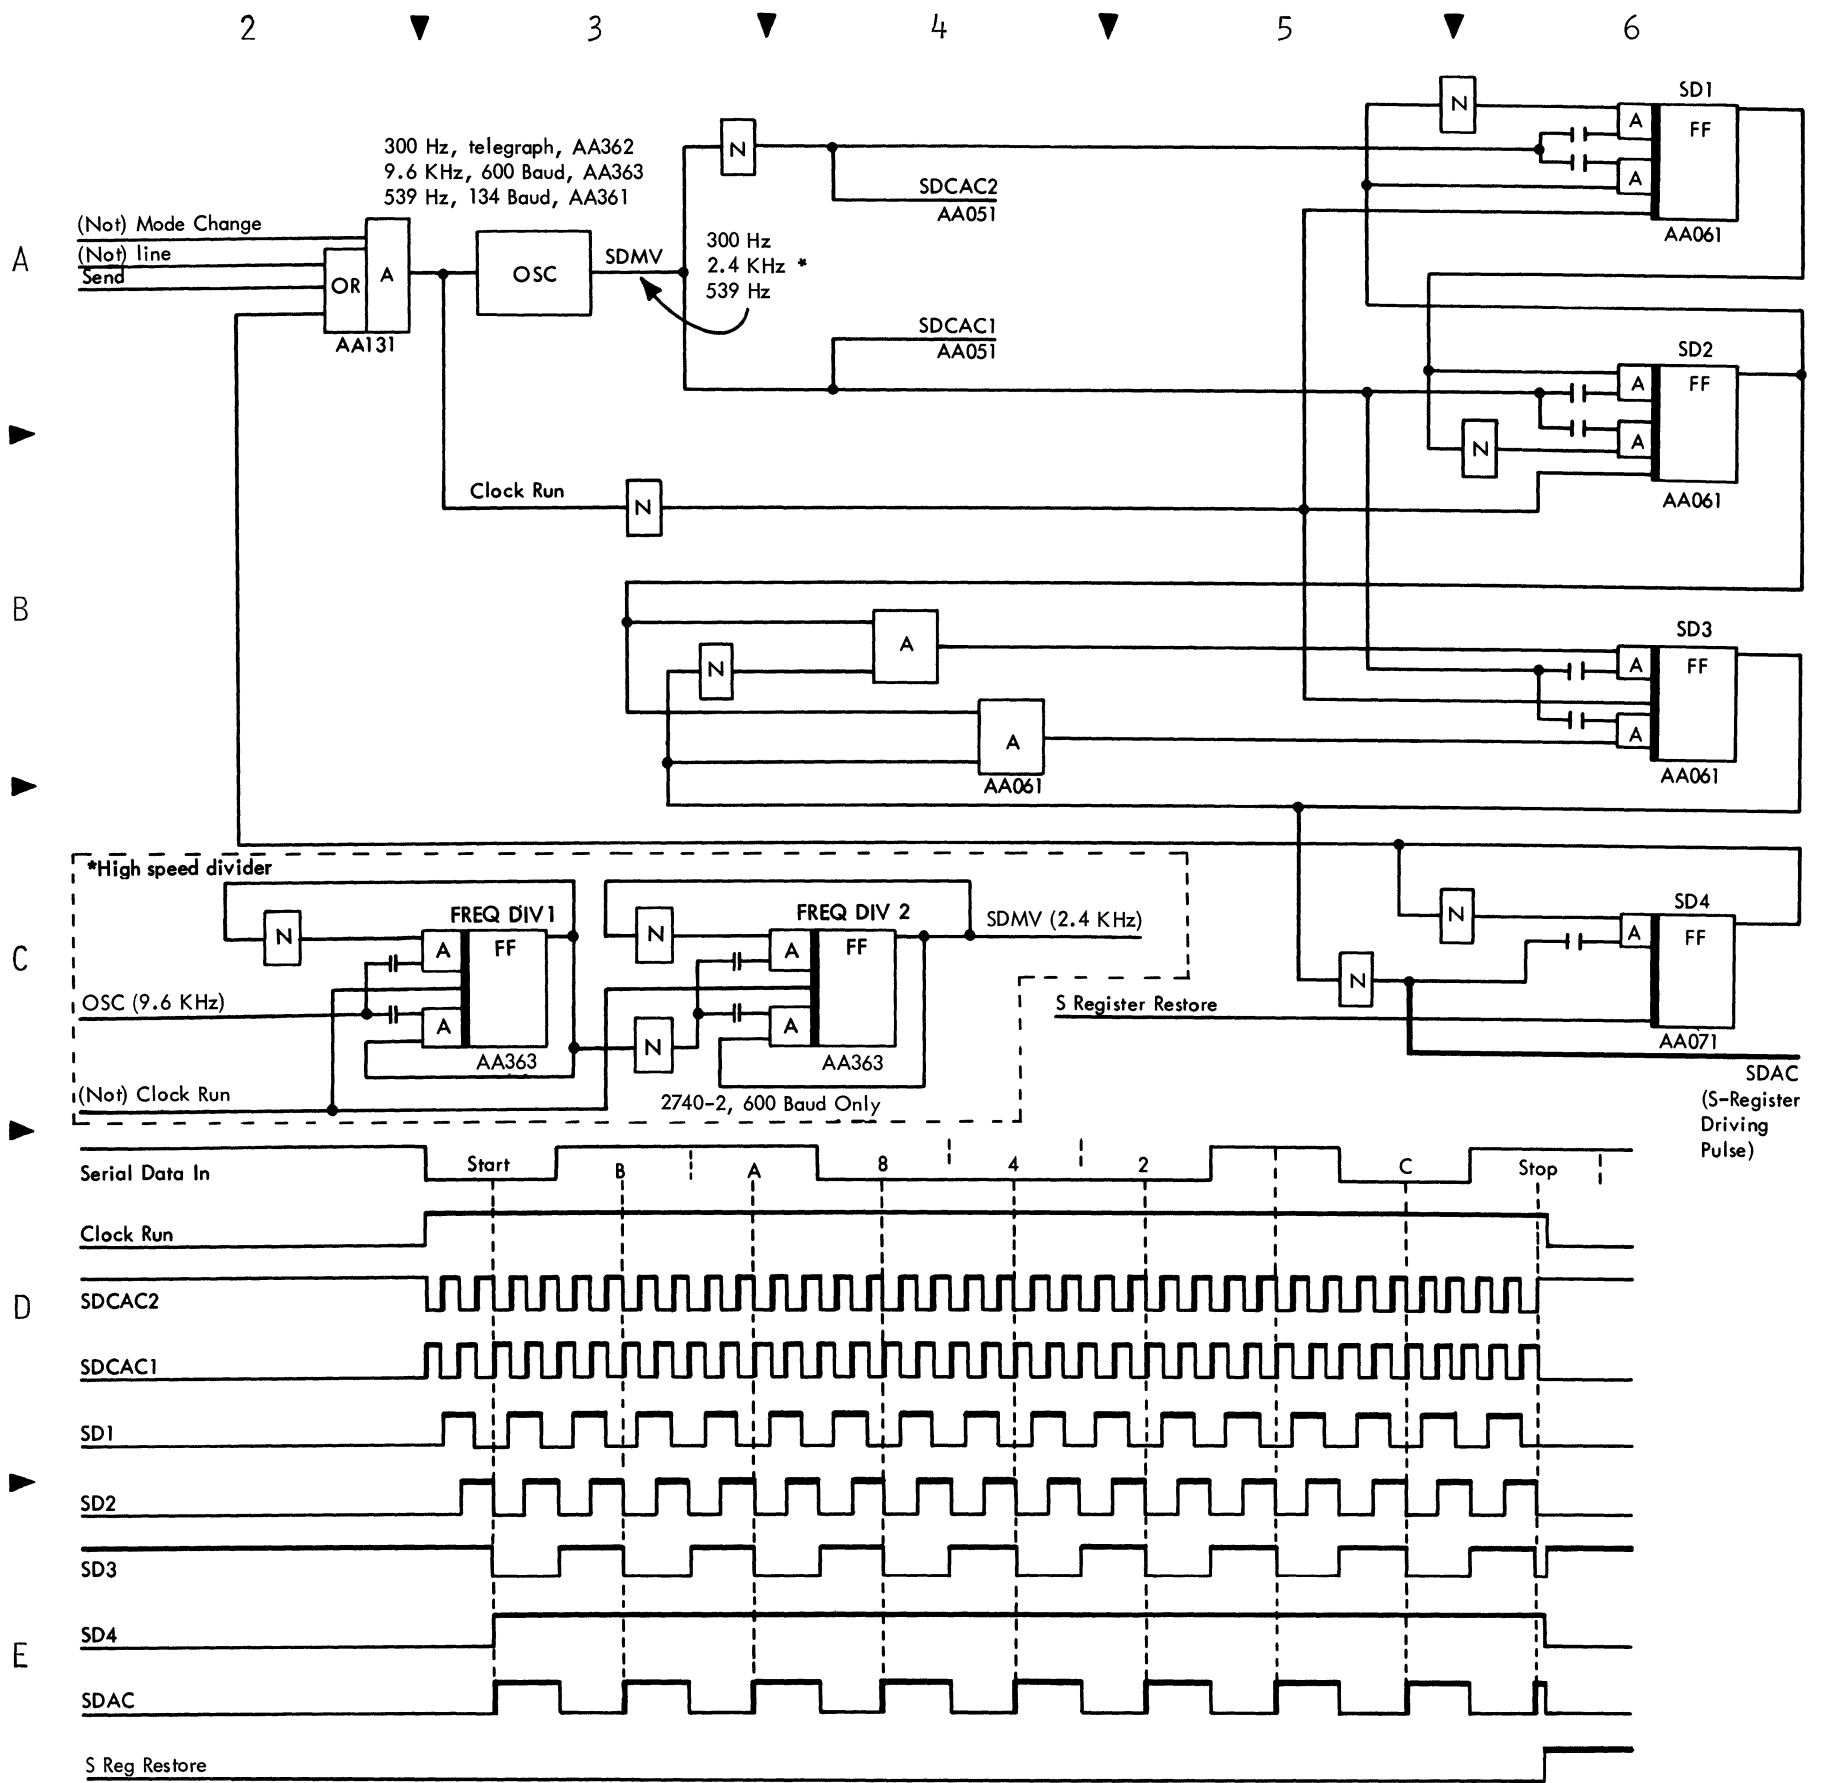 2 3 4 5 6
SD1
N
A FF
300 Hz, telegraph, AA362
9.6 KHz, 600 Baud, AA363
539 Hz, 134 Baud, AA361
N
A
SDCAC2
AA051
AA061
(Not) Mode Change
(Not) line
Send
A
OR A
AA131
OSC
SDMV
300 Hz
2.4 KHz *
539 Hz
SDCAC1
AA051
SD2
A FF
A
N
AA061
Clock Run
N
B
A
N
SD3
A FF
A
A
AA061
AA061
*High speed divider
C
FREQ DIV 1
N
A FF
A
AA363
OSC (9.6 KHz)
(Not) Clock Run
FREQ DIV 2
N
A FF
N
A
AA363
SDMV (2.4 KHz)
2740-2, 600 Baud Only
S Register Restore
SD4
N
A FF
N
AA071
SDAC
(S-Register
Driving
Pulse)
Serial Data In
Start B A 8 4 2 C Stop
Clock Run
D
SDCAC2
SDCAC1
SD1
SD2
SD3
E
SD4
SDAC
S Reg Restore